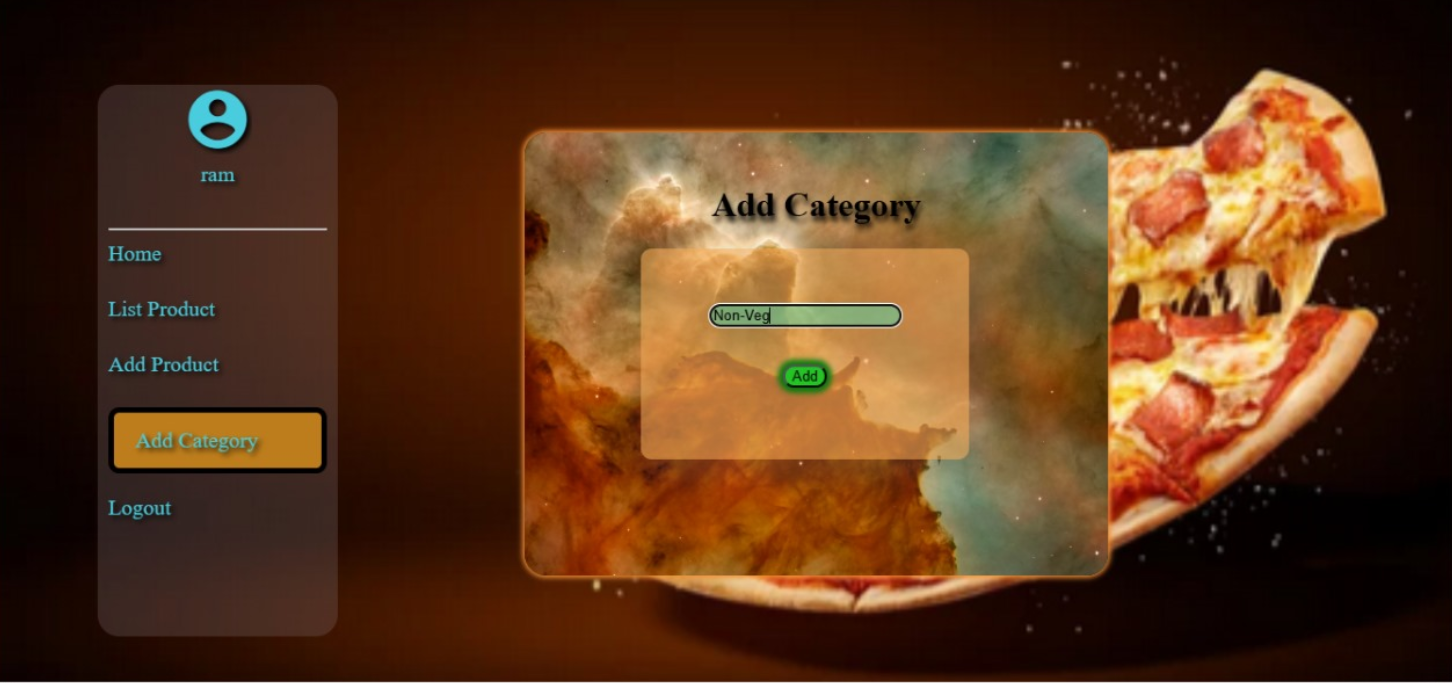 ram
Home
List Product
Add Product
Add Category
Logout
Add Category
Non-Veg
Add